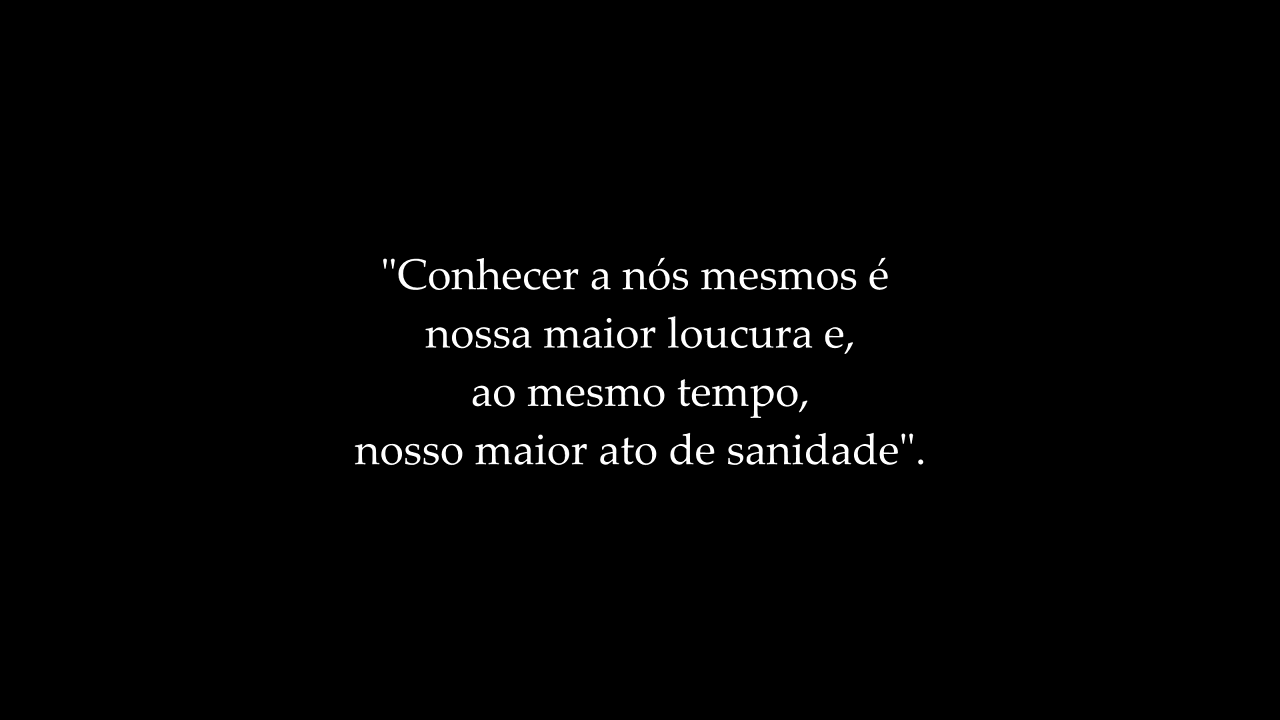 "Conhecer a nós mesmos é
nossa maior loucura e,
ao mesmo tempo,
nosso maior ato de sanidade".